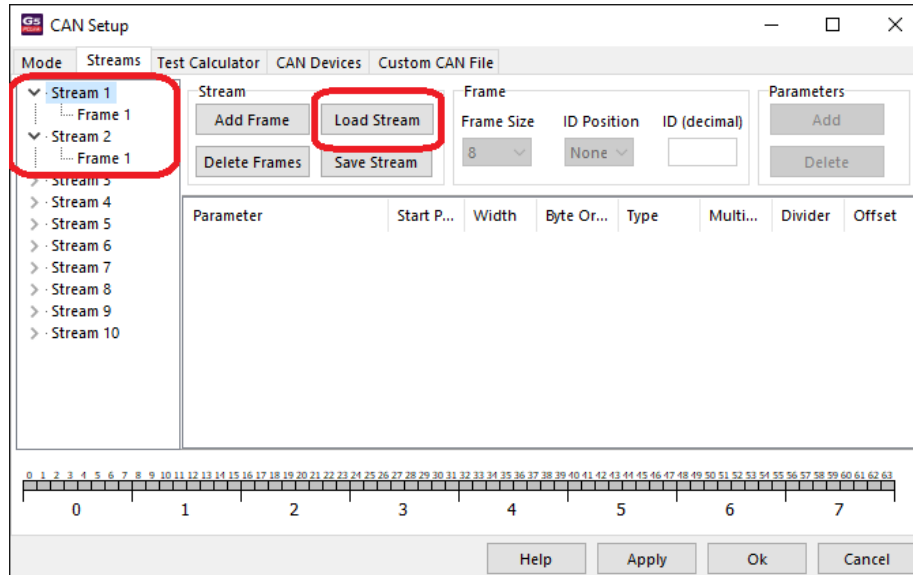 G5
CAN Setup
Mode Streams Test Calculator CAN Devices Custom CAN File
Stream 1
Frame 1
Stream 2
Frame 1
Stream 3
Stream 4
Stream 5
Stream 6
Stream 7
Stream 8
Stream 9
Stream 10
Stream
Add Frame Load Stream
Delete Frames Save Stream
Frame
Frame Size ID Position ID (decimal)
8 None
Parameters
Add
Delete
Parameter Start P... Width Byte Or... Type Multi... Divider Offset
0 1 2 3 4 5 6 7 8 9 10 11 12 13 14 15 16 17 18 19 20 21 22 23 24 25 26 27 28 29 30 31 32 33 34 35 36 37 38 39 40 41 42 43 44 45 46 47 48 49 50 51 52 53 54 55 56 57 58 59 60 61 62 63
0 1 2 3 4 5 6 7
Help Apply Ok Cancel